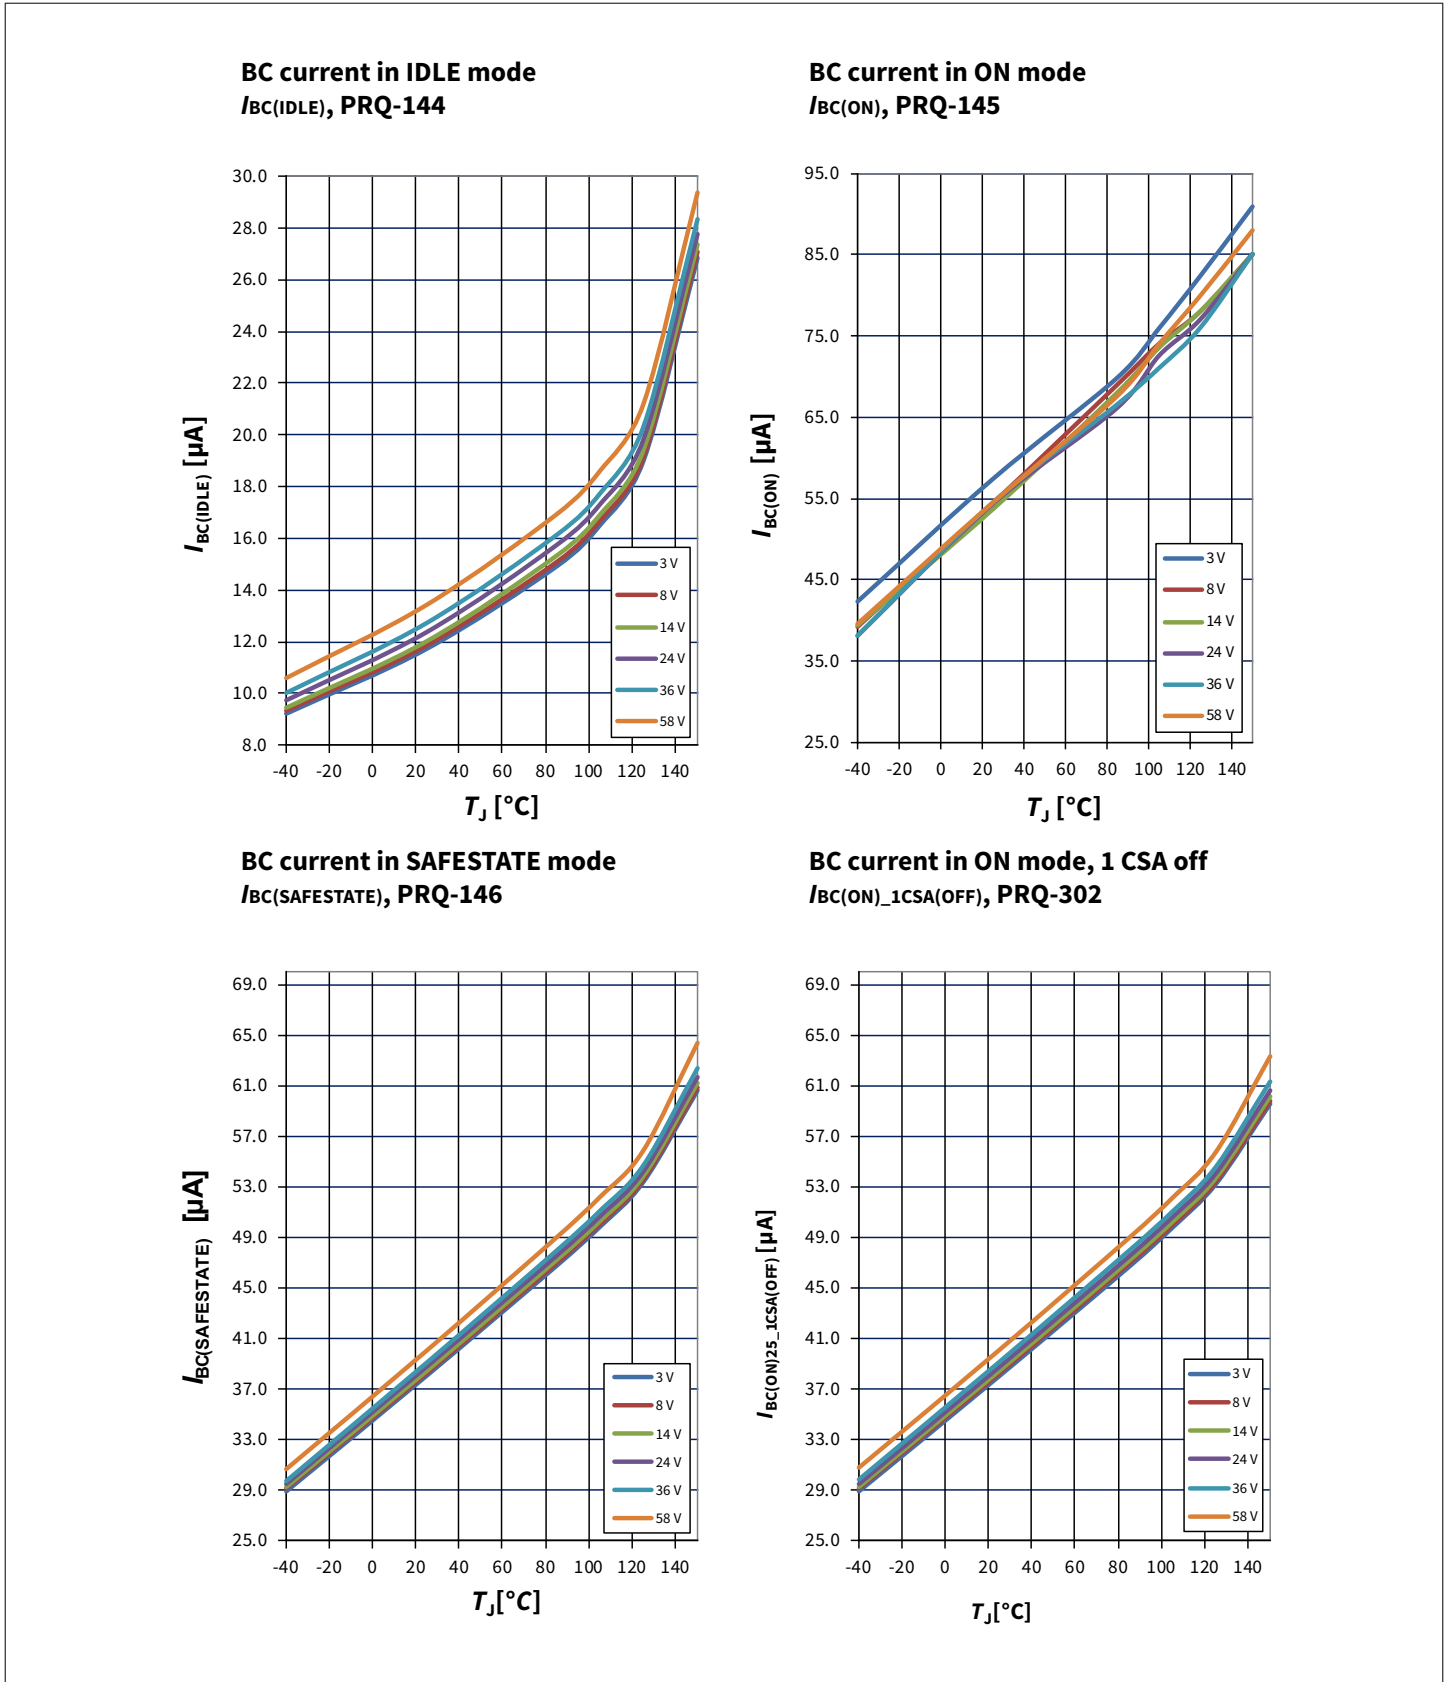 BC current in IDLE mode
IBC(IDLE), PRQ-144
30.0
28.0
26.0
24.0
22.0
20.0
18.0
16.0
14.0
12.0
10.0
8.0
IBC(IDLE) [µA]
3 V
8 V
14 V
24 V
36 V
58 V
-40 -20 0 20 40 60 80 100 120 140
TJ [°C]
BC current in ON mode
IBC(ON), PRQ-145
95.0
85.0
75.0
65.0
55.0
45.0
35.0
25.0
IBC(ON) [µA]
3 V
8 V
14 V
24 V
36 V
58 V
-40 -20 0 20 40 60 80 100 120 140
TJ [°C]
BC current in SAFESTATE mode
IBC(SAFESTATE), PRQ-146
69.0
65.0
61.0
57.0
53.0
49.0
45.0
41.0
37.0
33.0
29.0
25.0
IBC(SAFESTATE) [µA]
3 V
8 V
14 V
24 V
36 V
58 V
-40 -20 0 20 40 60 80 100 120 140
TJ[°C]
BC current in ON mode, 1 CSA off
IBC(ON)_1CSA(OFF), PRQ-302
69.0
65.0
61.0
57.0
53.0
49.0
45.0
41.0
37.0
33.0
29.0
25.0
IBC(ON)25_1CSA(OFF) [µA]
3 V
8 V
14 V
24 V
36 V
58 V
-40 -20 0 20 40 60 80 100 120 140
TJ[°C]